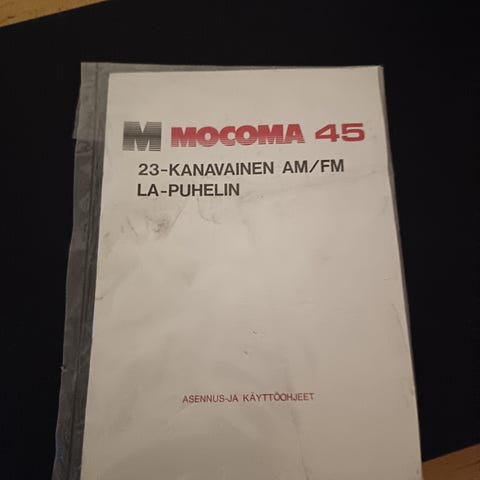 M MOCOMA 45
23-KANAVAINEN AM/FM
LA-PUHELIN
ASENNUS-JA KÄYTTÖOHJEET